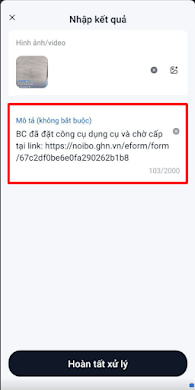 Nhập kết quả
Hình ảnh/video
Mô tả (không bắt buộc)
BC đã đặt công cụ dụng cụ và chờ cấp
tại link: https://noibo.ghn.vn/eform/form
/67c2df0be6e0fa290262b1b8
103/2000
Hoàn tất xử lý